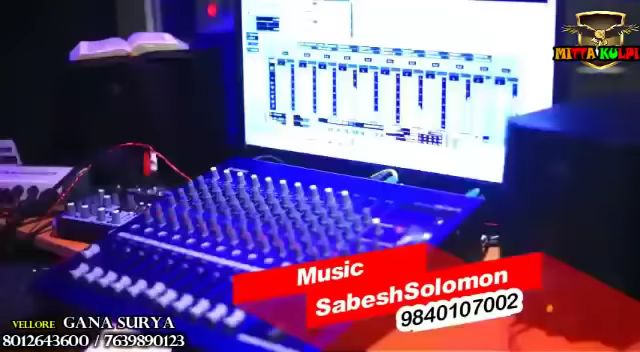 MITTA KULPI
Music
SabeshSolomon
9840107002
VELLORE GANA SURYA
8012643600 / 7639890123